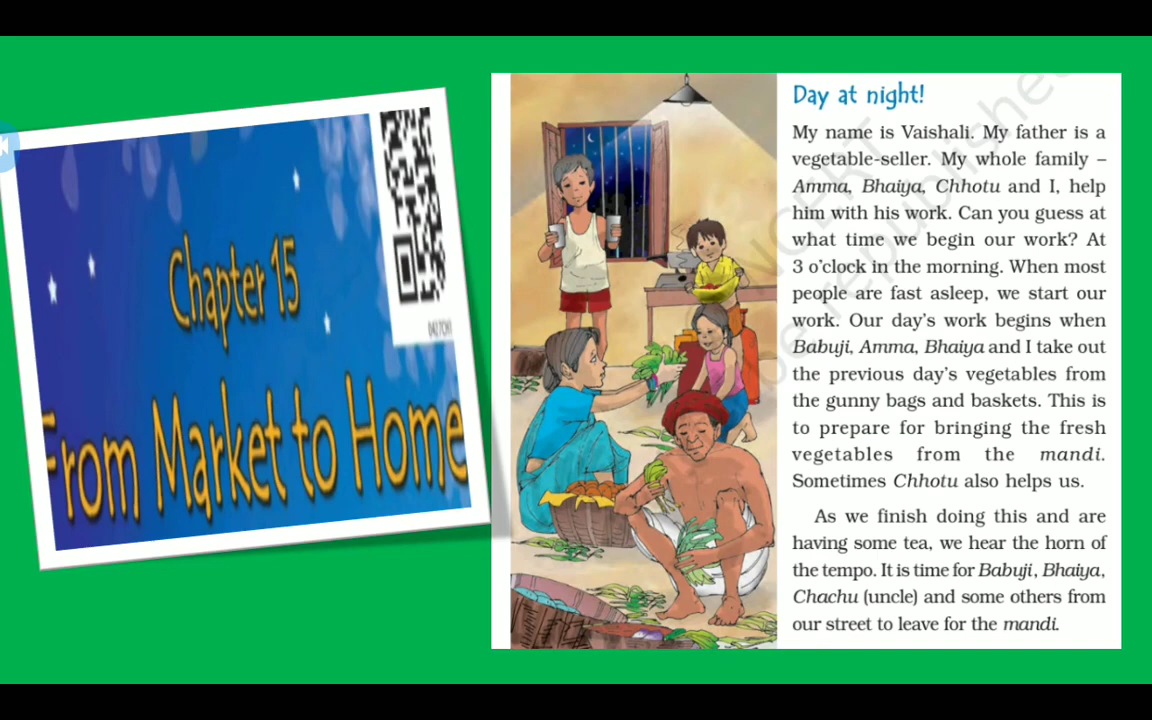 Chapter 15
From Market to Home
Day at night!
My name is Vaishali. My father is a
vegetable-seller. My whole family –
Amma, Bhaiya, Chhotu and I, help
him with his work. Can you guess at
what time we begin our work? At
3 o'clock in the morning. When most
people are fast asleep, we start our
work. Our day's work begins when
Babuji, Amma, Bhaiya and I take out
the previous day's vegetables from
the gunny bags and baskets. This is
to prepare for bringing the fresh
vegetables from the mandi.
Sometimes Chhotu also helps us.
As we finish doing this and are
having some tea, we hear the horn of
the tempo. It is time for Babuji, Bhaiya,
Chachu (uncle) and some others from
our street to leave for the mandi.